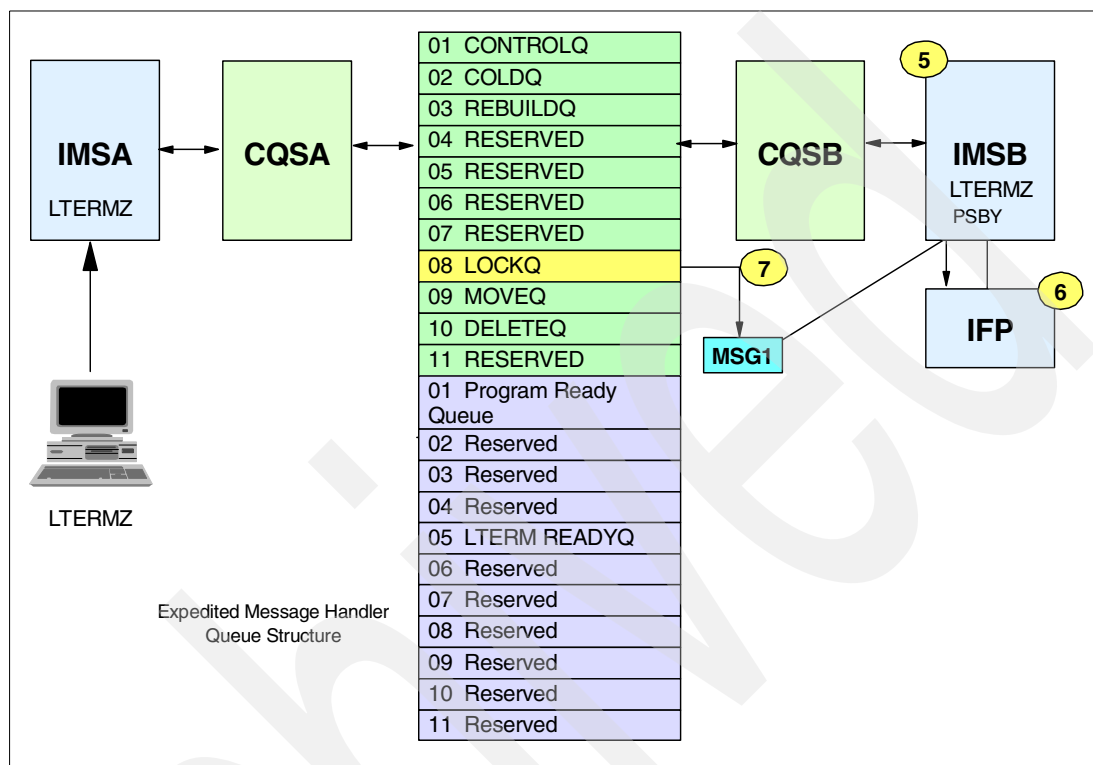 01 CONTROLQ
02 COLDQ
03 REBUILDQ
04 RESERVED
05 RESERVED
06 RESERVED
07 RESERVED
08 LOCKQ
09 MOVEQ
10 DELETEQ
11 RESERVED
01 Program Ready
Queue
02 Reserved
03 Reserved
04 Reserved
05 LTERM READYQ
06 Reserved
07 Reserved
08 Reserved
09 Reserved
10 Reserved
11 Reserved
IMSA
LTERMZ
CQSA
CQSB
5
IMSB
LTERMZ
PSBY
7
MSG1
6
IFP
LTERMZ
Expedited Message Handler
Queue Structure